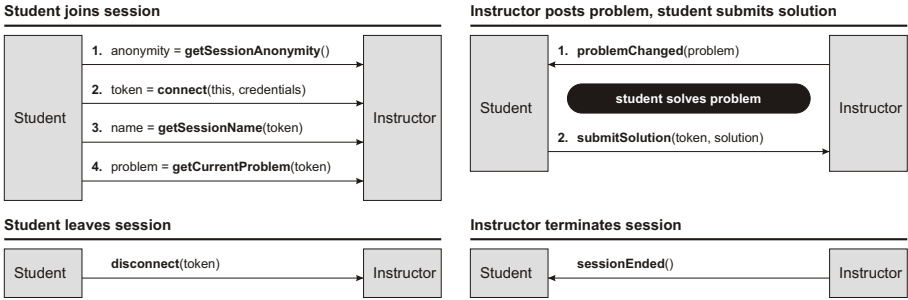 Student joins session
Student
1. anonymity = getSessionAnonymity()
2. token = connect(this, credentials)
3. name = getSessionName(token)
4. problem = getCurrentProblem(token)
Instructor
Instructor posts problem, student submits solution
Student
1. problemChanged(problem)
student solves problem
2. submitSolution(token, solution)
Instructor
Student leaves session
Student
disconnect(token)
Instructor
Instructor terminates session
Student
sessionEnded()
Instructor